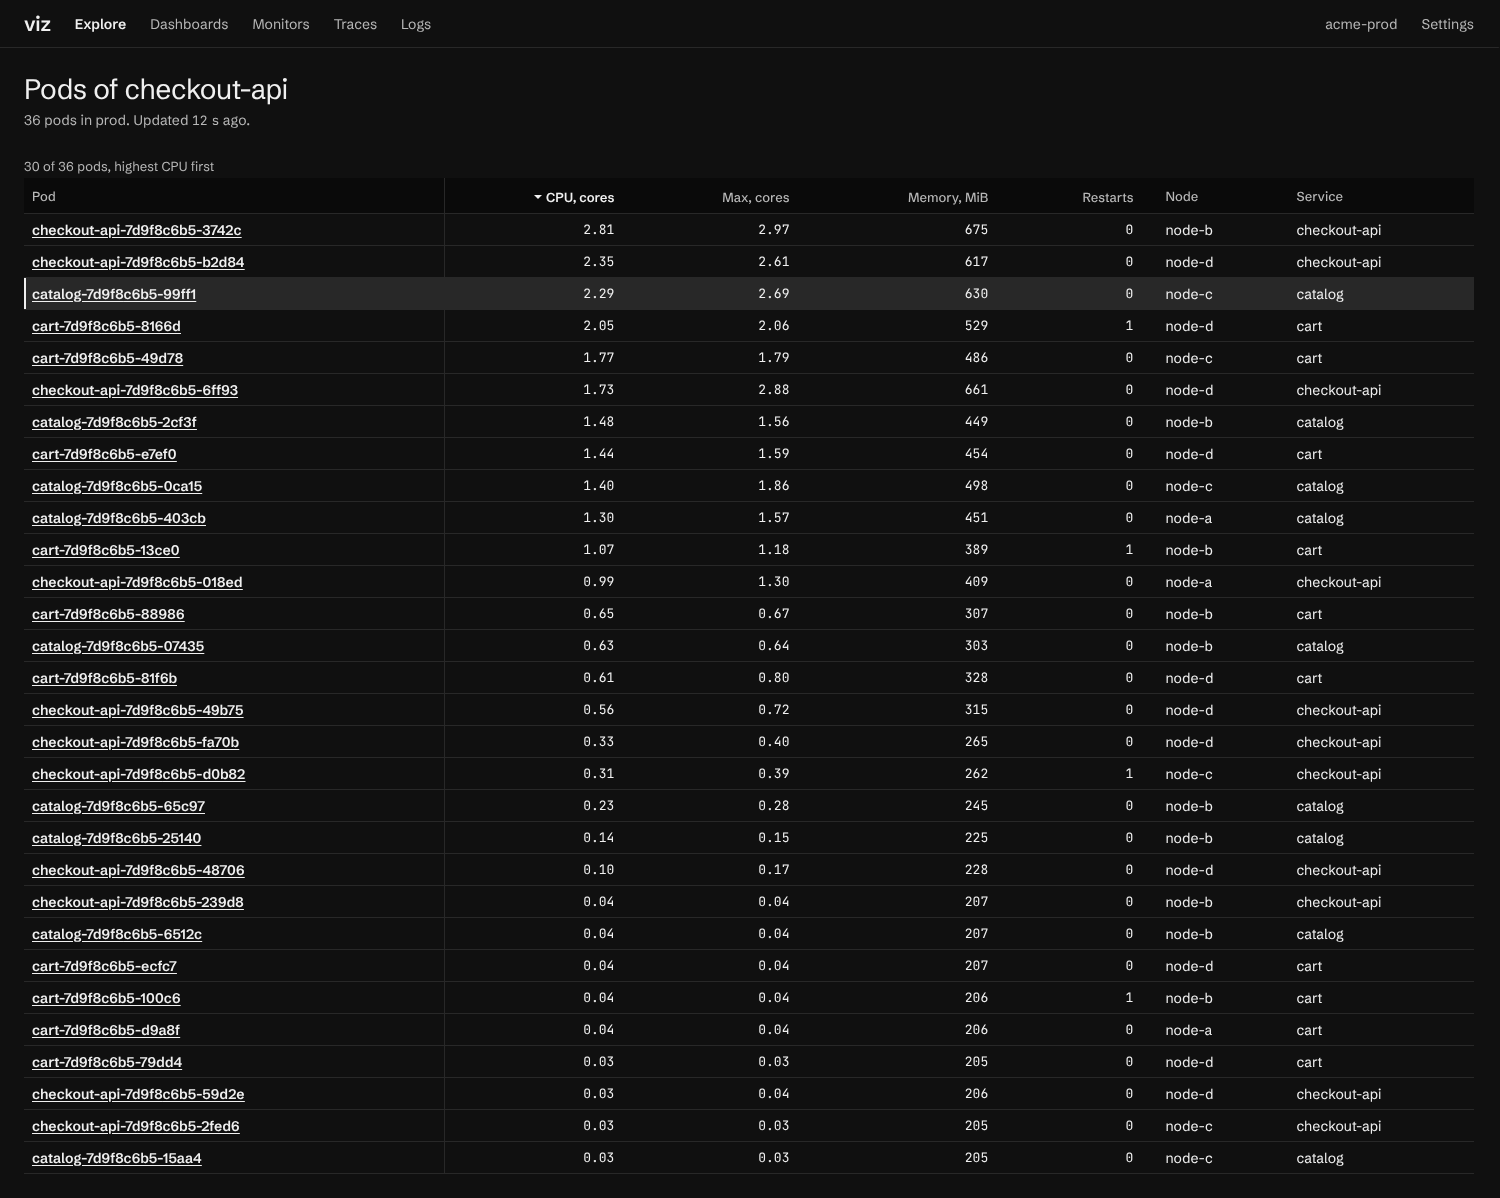 viz Explore Dashboards Monitors Traces Logs acme-prod Settings
Pods of checkout-api
36 pods in prod. Updated 12 s ago.
30 of 36 pods, highest CPU first
Pod CPU, cores Max, cores Memory, MiB Restarts Node Service
checkout-api-7d9f8c6b5-3742c 2.81 2.97 675 0 node-b checkout-api
checkout-api-7d9f8c6b5-b2d84 2.35 2.61 617 0 node-d checkout-api
catalog-7d9f8c6b5-99ff1 2.29 2.69 630 0 node-c catalog
cart-7d9f8c6b5-8166d 2.05 2.06 529 1 node-d cart
cart-7d9f8c6b5-49d78 1.77 1.79 486 0 node-c cart
checkout-api-7d9f8c6b5-6ff93 1.73 2.88 661 0 node-d checkout-api
catalog-7d9f8c6b5-2cf3f 1.48 1.56 449 0 node-b catalog
cart-7d9f8c6b5-e7ef0 1.44 1.59 454 0 node-d cart
catalog-7d9f8c6b5-0ca15 1.40 1.86 498 0 node-c catalog
catalog-7d9f8c6b5-403cb 1.30 1.57 451 0 node-a catalog
cart-7d9f8c6b5-13ce0 1.07 1.18 389 1 node-b cart
checkout-api-7d9f8c6b5-018ed 0.99 1.30 409 0 node-a checkout-api
cart-7d9f8c6b5-88986 0.65 0.67 307 0 node-b cart
catalog-7d9f8c6b5-07435 0.63 0.64 303 0 node-b catalog
cart-7d9f8c6b5-81f6b 0.61 0.80 328 0 node-d cart
checkout-api-7d9f8c6b5-49b75 0.56 0.72 315 0 node-d checkout-api
checkout-api-7d9f8c6b5-fa70b 0.33 0.40 265 0 node-d checkout-api
checkout-api-7d9f8c6b5-d0b82 0.31 0.39 262 1 node-c checkout-api
catalog-7d9f8c6b5-65c97 0.23 0.28 245 0 node-b catalog
catalog-7d9f8c6b5-25140 0.14 0.15 225 0 node-b catalog
checkout-api-7d9f8c6b5-48706 0.10 0.17 228 0 node-d checkout-api
checkout-api-7d9f8c6b5-239d8 0.04 0.04 207 0 node-b checkout-api
catalog-7d9f8c6b5-6512c 0.04 0.04 207 0 node-b catalog
cart-7d9f8c6b5-ecfc7 0.04 0.04 207 0 node-d cart
cart-7d9f8c6b5-100c6 0.04 0.04 206 1 node-b cart
cart-7d9f8c6b5-d9a8f 0.04 0.04 206 0 node-a cart
cart-7d9f8c6b5-79dd4 0.03 0.03 205 0 node-d cart
checkout-api-7d9f8c6b5-59d2e 0.03 0.04 206 0 node-d checkout-api
checkout-api-7d9f8c6b5-2fed6 0.03 0.03 205 0 node-c checkout-api
catalog-7d9f8c6b5-15aa4 0.03 0.03 205 0 node-c catalog